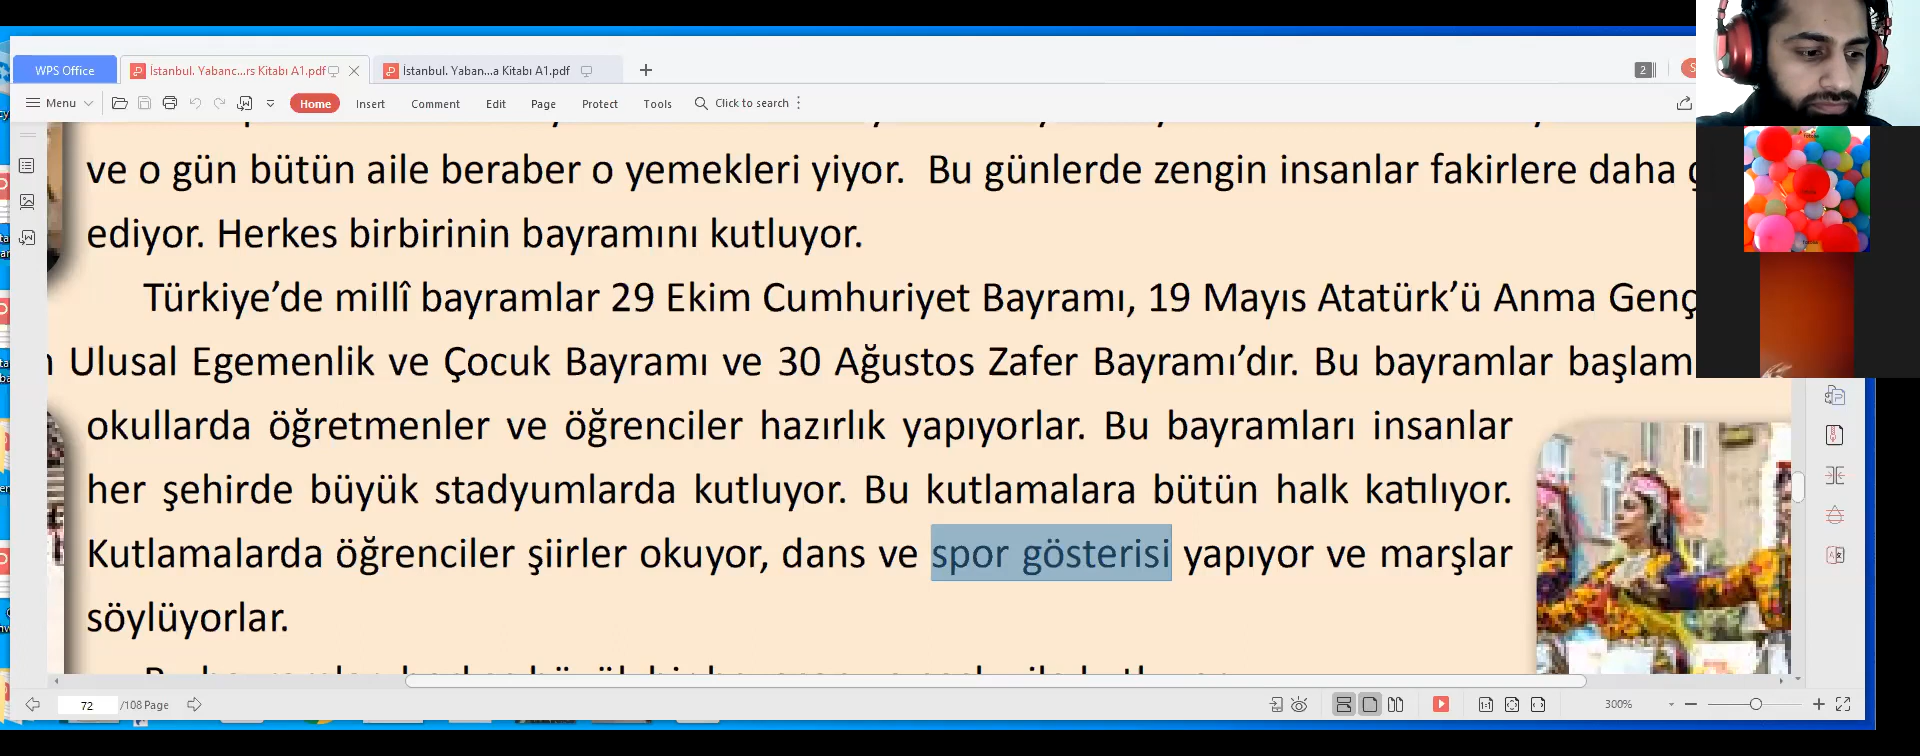 WPS Office
İstanbul. Yabanc...rs Kitabı A1.pdf
İstanbul. Yaban...a Kitabı A1.pdf
2
Menu
Home Insert Comment Edit Page Protect Tools Click to search
ve o gün bütün aile beraber o yemekleri yiyor. Bu günlerde zengin insanlar fakirlere daha
ediyor. Herkes birbirinin bayramını kutluyor.
Türkiye’de millî bayramlar 29 Ekim Cumhuriyet Bayramı, 19 Mayıs Atatürk’ü Anma Genç
Ulusal Egemenlik ve Çocuk Bayramı ve 30 Ağustos Zafer Bayramı’dır. Bu bayramlar başlam
okullarda öğretmenler ve öğrenciler hazırlık yapıyorlar. Bu bayramları insanlar
her şehirde büyük stadyumlarda kutluyor. Bu kutlamalara bütün halk katılıyor.
Kutlamalarda öğrenciler şiirler okuyor, dans ve spor gösterisi yapıyor ve marşlar
söylüyorlar.
72 /108 Page
300%